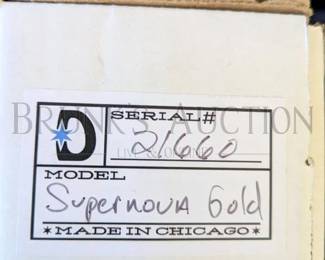 BRUNK'S AUCTION
D
SERIAL#
21660
MODEL
Supernova Gold
*MADE IN CHICAGO*